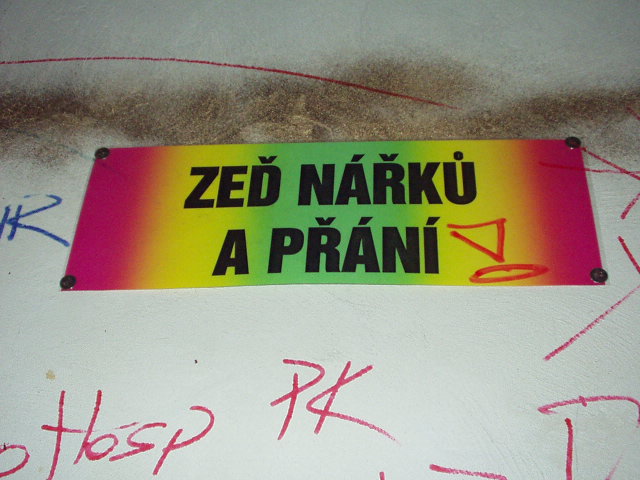 ZEĎ NÁŘKŮ
A PŘÁNÍ!
PK